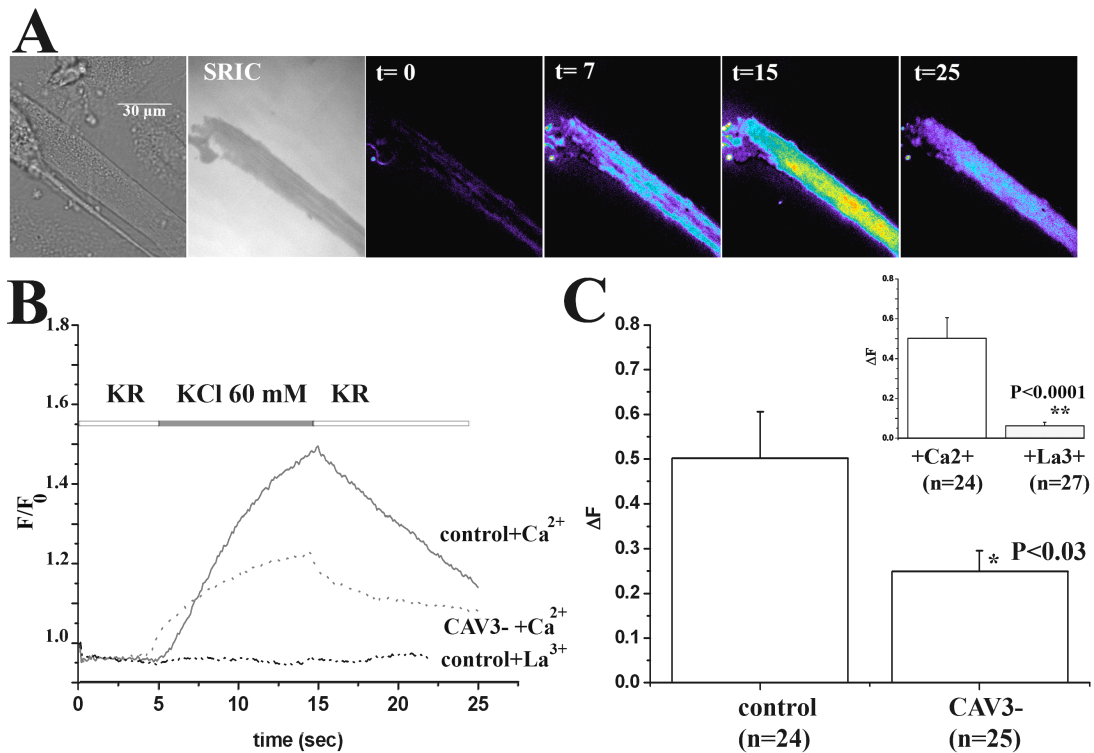 A
30 µm
SRIC
t= 0
t= 7
t=15
t=25
B
1.8
1.6
1.4
1.2
1.0
F/F0
KR
KCl 60 mM
KR
control+Ca2+
CAV3- +Ca2+
control+La3+
0
5
10
15
20
25
time (sec)
C
0.8
0.7
0.6
0.5
0.4
0.3
0.2
0.1
0.0
ΔF
* P<0.03
control
(n=24)
CAV3-
(n=25)
0.8
0.6
0.4
0.2
0.0
ΔF
P<0.0001
**
+Ca2+
(n=24)
+La3+
(n=27)